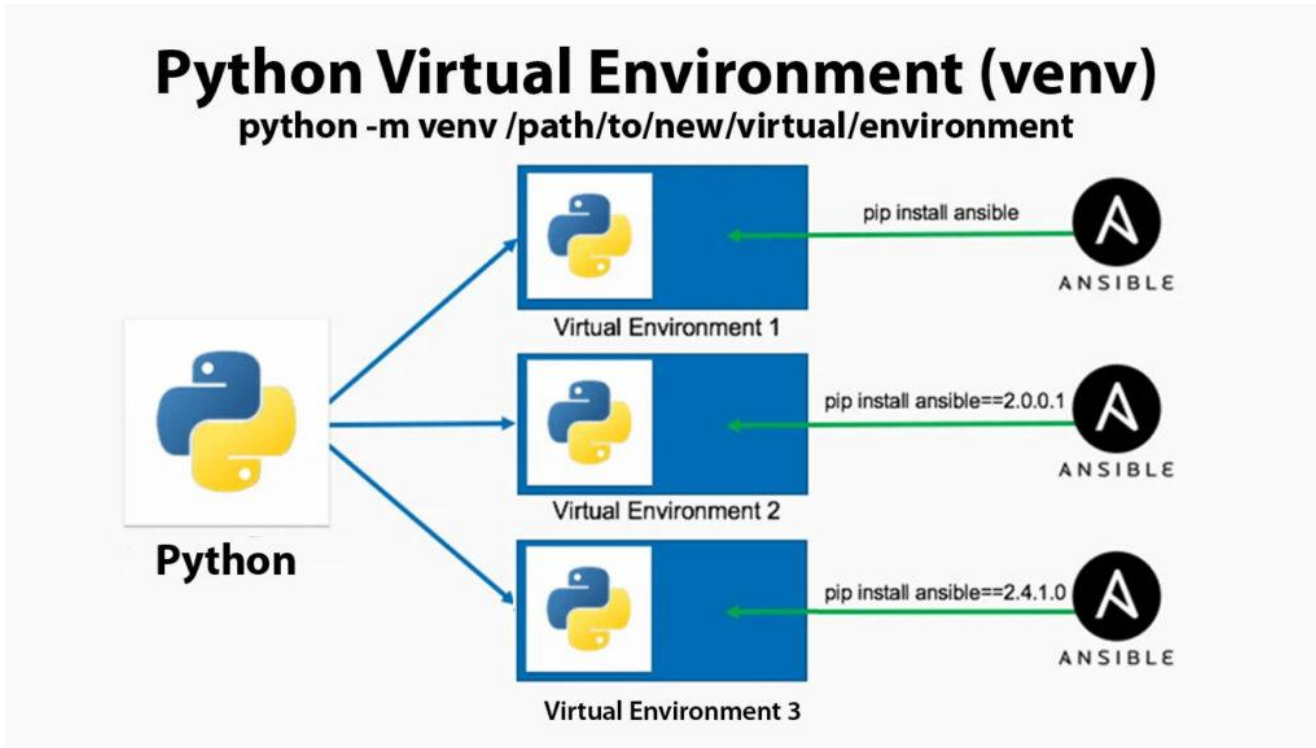 Python Virtual Environment (venv)
python -m venv /path/to/new/virtual/environment
pip install ansible
ANSIBLE
Virtual Environment 1
pip install ansible==2.0.0.1
ANSIBLE
Virtual Environment 2
Python
pip install ansible==2.4.1.0
ANSIBLE
Virtual Environment 3